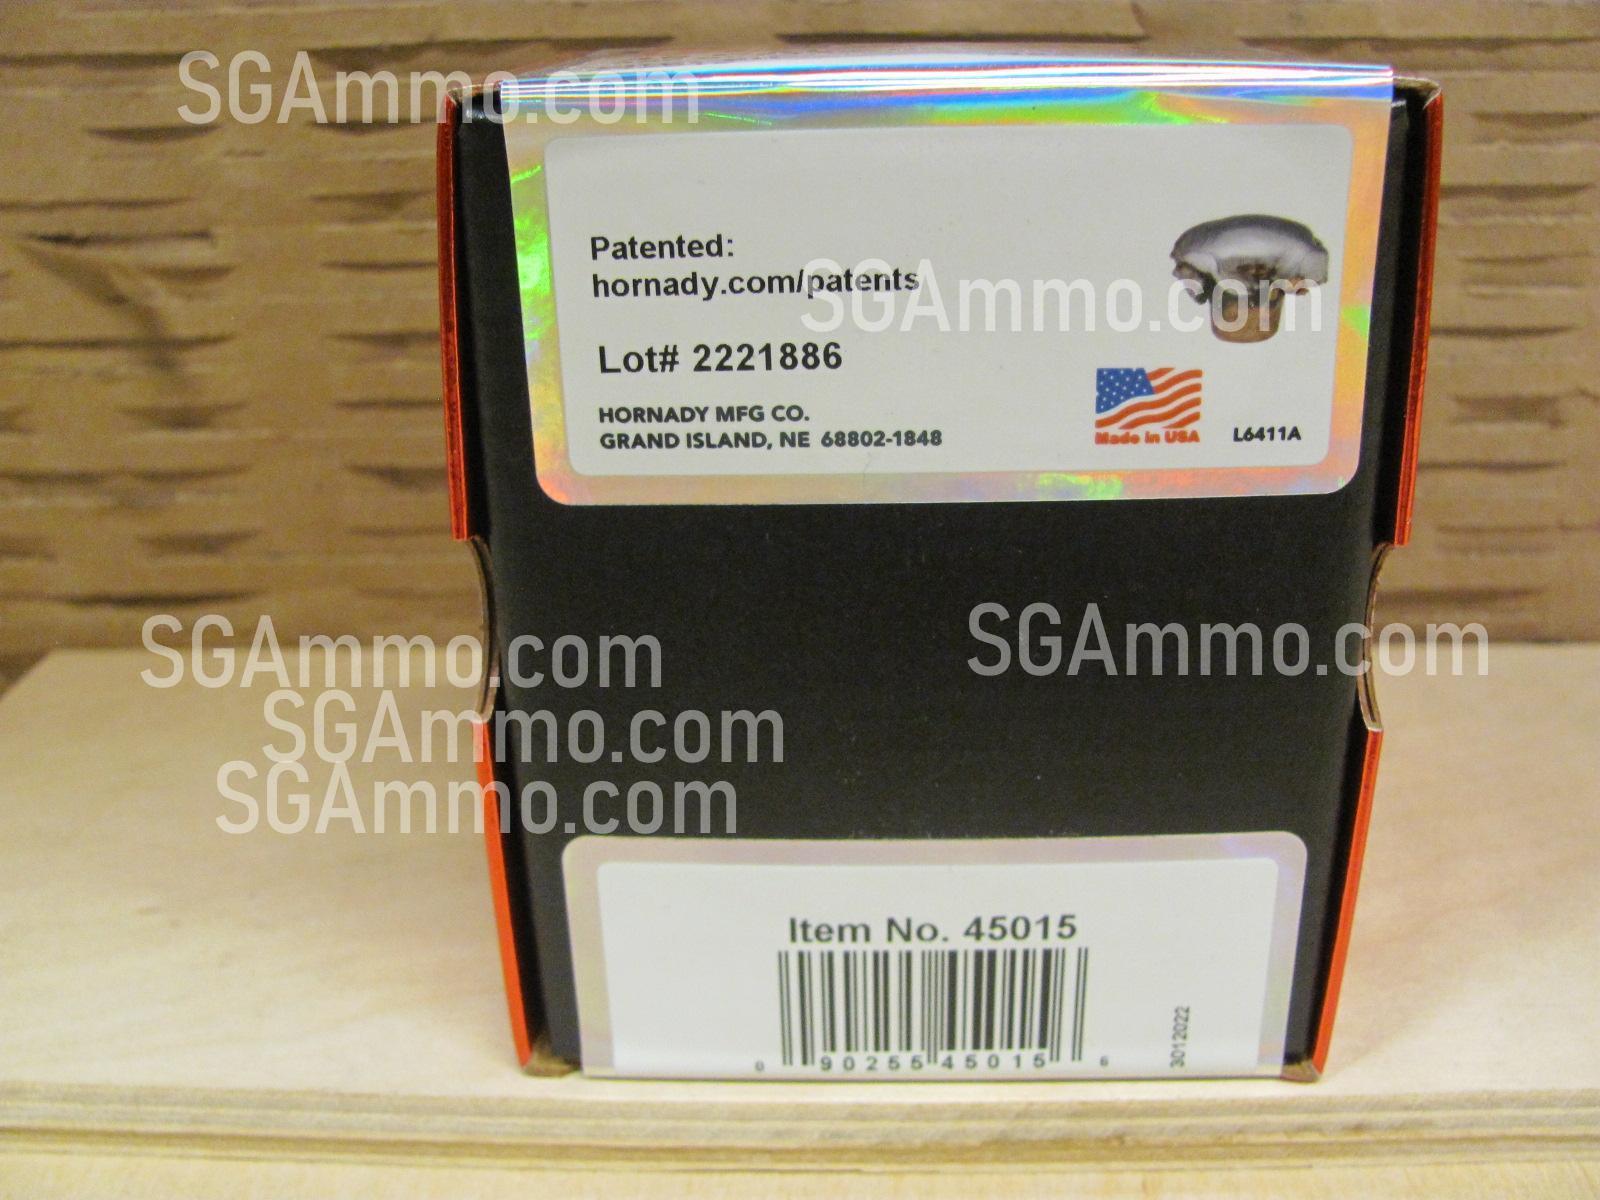 SGAmmo.com
Patented:
hornady.com/patents
SGAmmo.com
Lot# 2221886
HORNADY MFG CO.
GRAND ISLAND, NE 68802-1848
Made in USA
L6411A
SGAmmo.com
SGAmmo.com
SGAmmo.com
SGAmmo.com
Item No. 45015
0 90255 45015 6
3012022